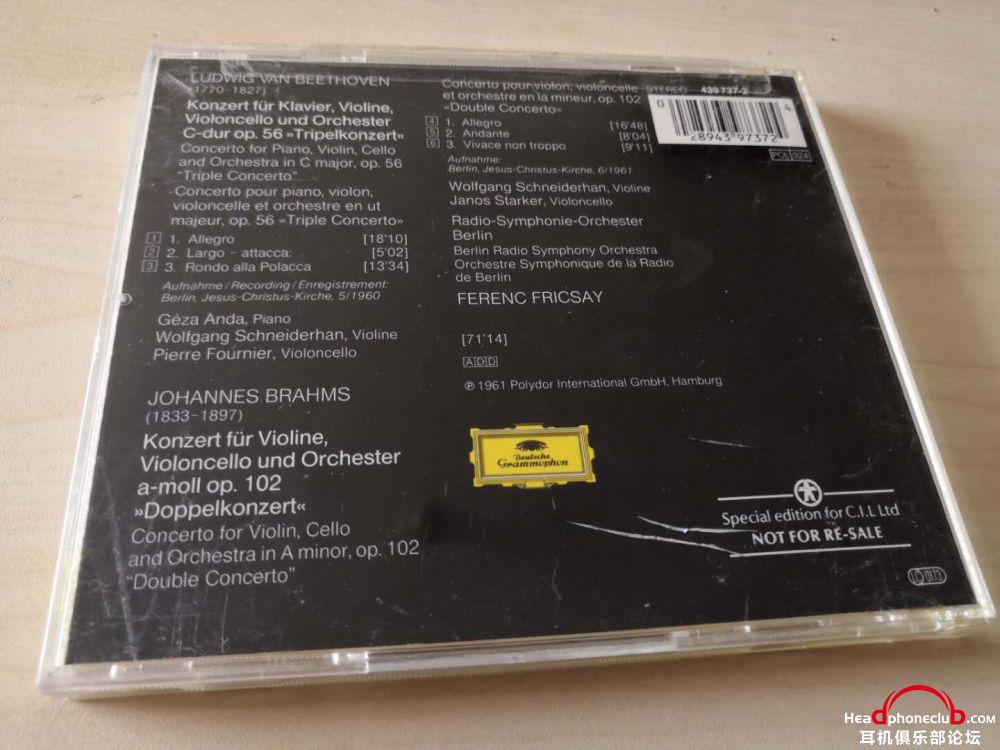 LUDWIG VAN BEETHOVEN
(1770-1827)
Konzert für Klavier, Violine,
Violoncello und Orchester
C-dur op. 56 »Tripelkonzert«
Concerto for Piano, Violin, Cello
and Orchestra in C major, op. 56
“Triple Concerto”
Concerto pour piano, violon,
violoncelle et orchestre en ut
majeur, op. 56 «Triple Concerto»
1 1. Allegro [18'10]
2 2. Largo – attacca: [5'02]
3 3. Rondo alla Polacca [13'34]
Aufnahme / Recording / Enregistrement:
Berlin, Jesus-Christus-Kirche, 5/1960
Géza Anda, Piano
Wolfgang Schneiderhan, Violine
Pierre Fournier, Violoncello
JOHANNES BRAHMS
(1833-1897)
Konzert für Violine,
Violoncello und Orchester
a-moll op. 102
»Doppelkonzert«
Concerto for Violin, Cello
and Orchestra in A minor, op. 102
“Double Concerto”
Concerto pour violon, violoncelle
et orchestre en la mineur, op. 102
«Double Concerto»
4 1. Allegro [16'48]
5 2. Andante [8'04]
6 3. Vivace non troppo [9'11]
Aufnahme:
Berlin, Jesus-Christus-Kirche, 6/1961
Wolfgang Schneiderhan, Violine
Janos Starker, Violoncello
Radio-Symphonie-Orchester
Berlin
Berlin Radio Symphony Orchestra
Orchestre Symphonique de la Radio
de Berlin
FERENC FRICSAY
[71'14]
ADD
℗ 1961 Polydor International GmbH, Hamburg
STEREO 439 737-2
0 28943 97372 4
POL 924
Deutsche
Grammophon
Special edition for C.I.L Ltd
NOT FOR RE-SALE
LC 0173
Headphoneclub.com
耳机俱乐部论坛